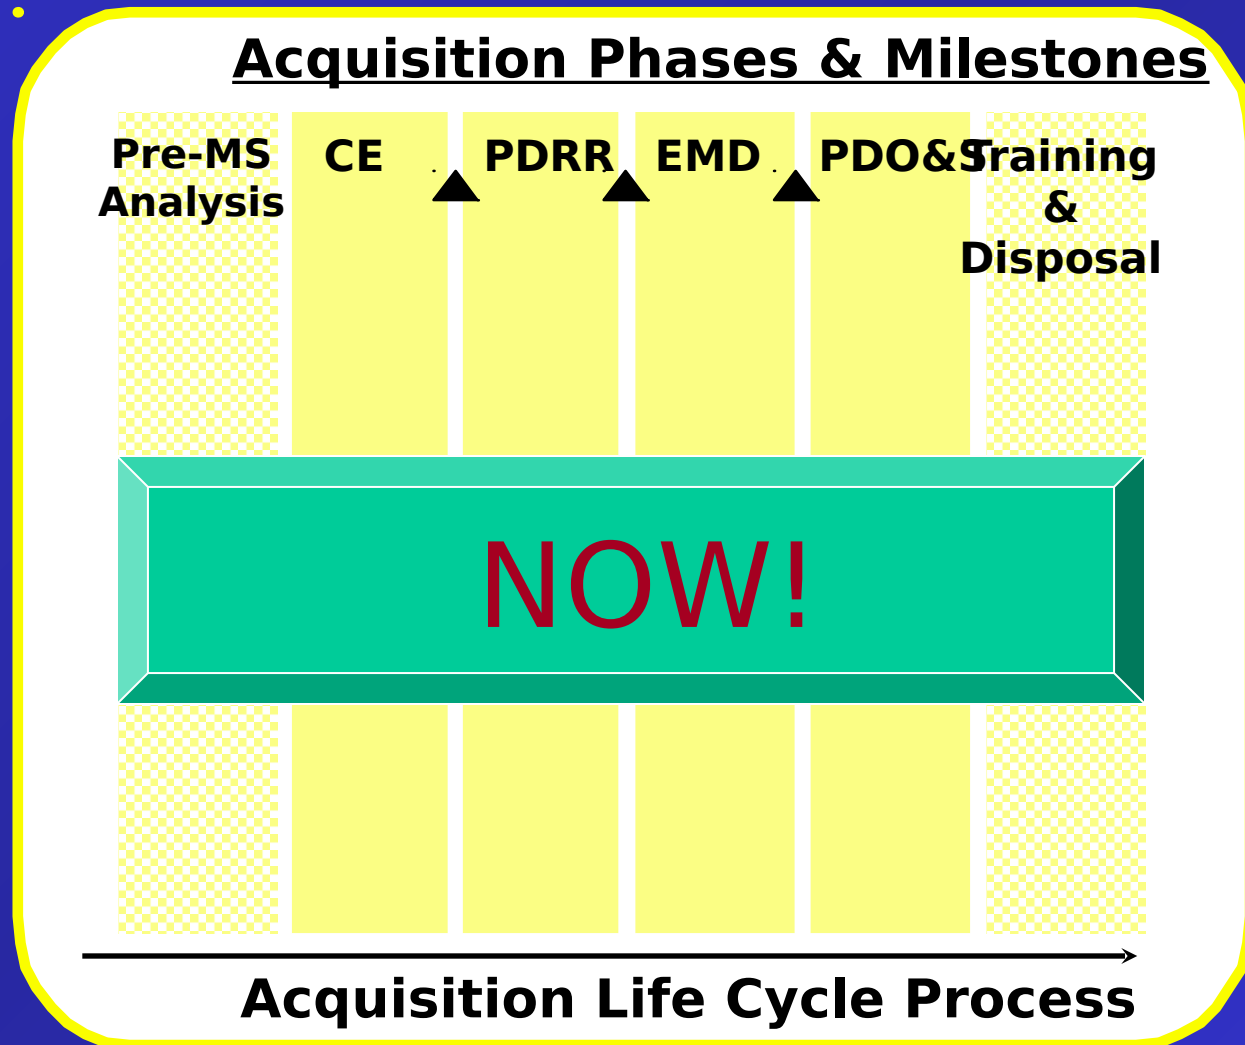 Acquisition Phases & Milestones
Pre-MS
Analysis
CE
PDRR
EMD
PDO&S
Training
&
Disposal
NOW!
Acquisition Life Cycle Process